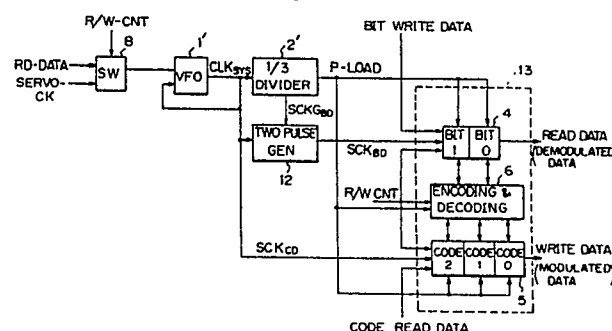 BIT WRITE DATA
R/W-CNT
8
1'
2'
P-LOAD
13
RD-DATA
SERVO-CK
SW
VFO
CLKSYS
1/3 DIVIDER
4
SCKGBD
BIT 1
BIT 0
READ DATA (DEMODULATED DATA
TWO PULSE GEN
SCKBD
12
6
R/W CNT
ENCODING & DECODING
SCKCD
CODE 2
CODE 1
CODE 0
WRITE DATA (MODULATED DATA)
5
CODE READ DATA